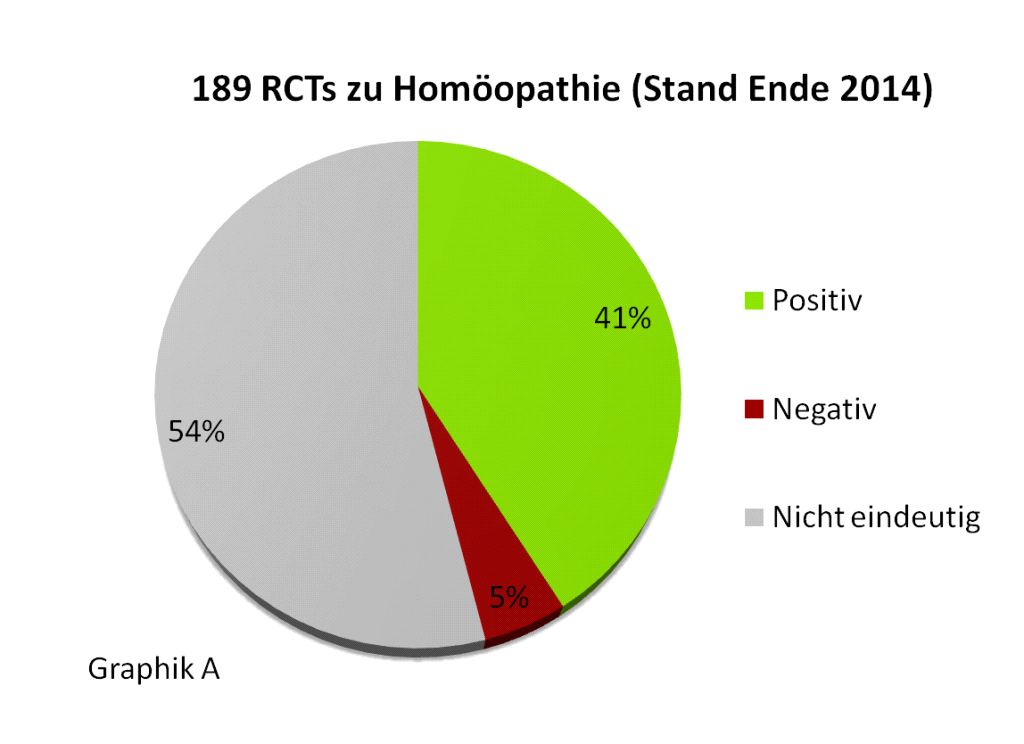 189 RCTs zu Homöopathie (Stand Ende 2014)
41%
Positiv
Negativ
54%
Nicht eindeutig
5%
Graphik A